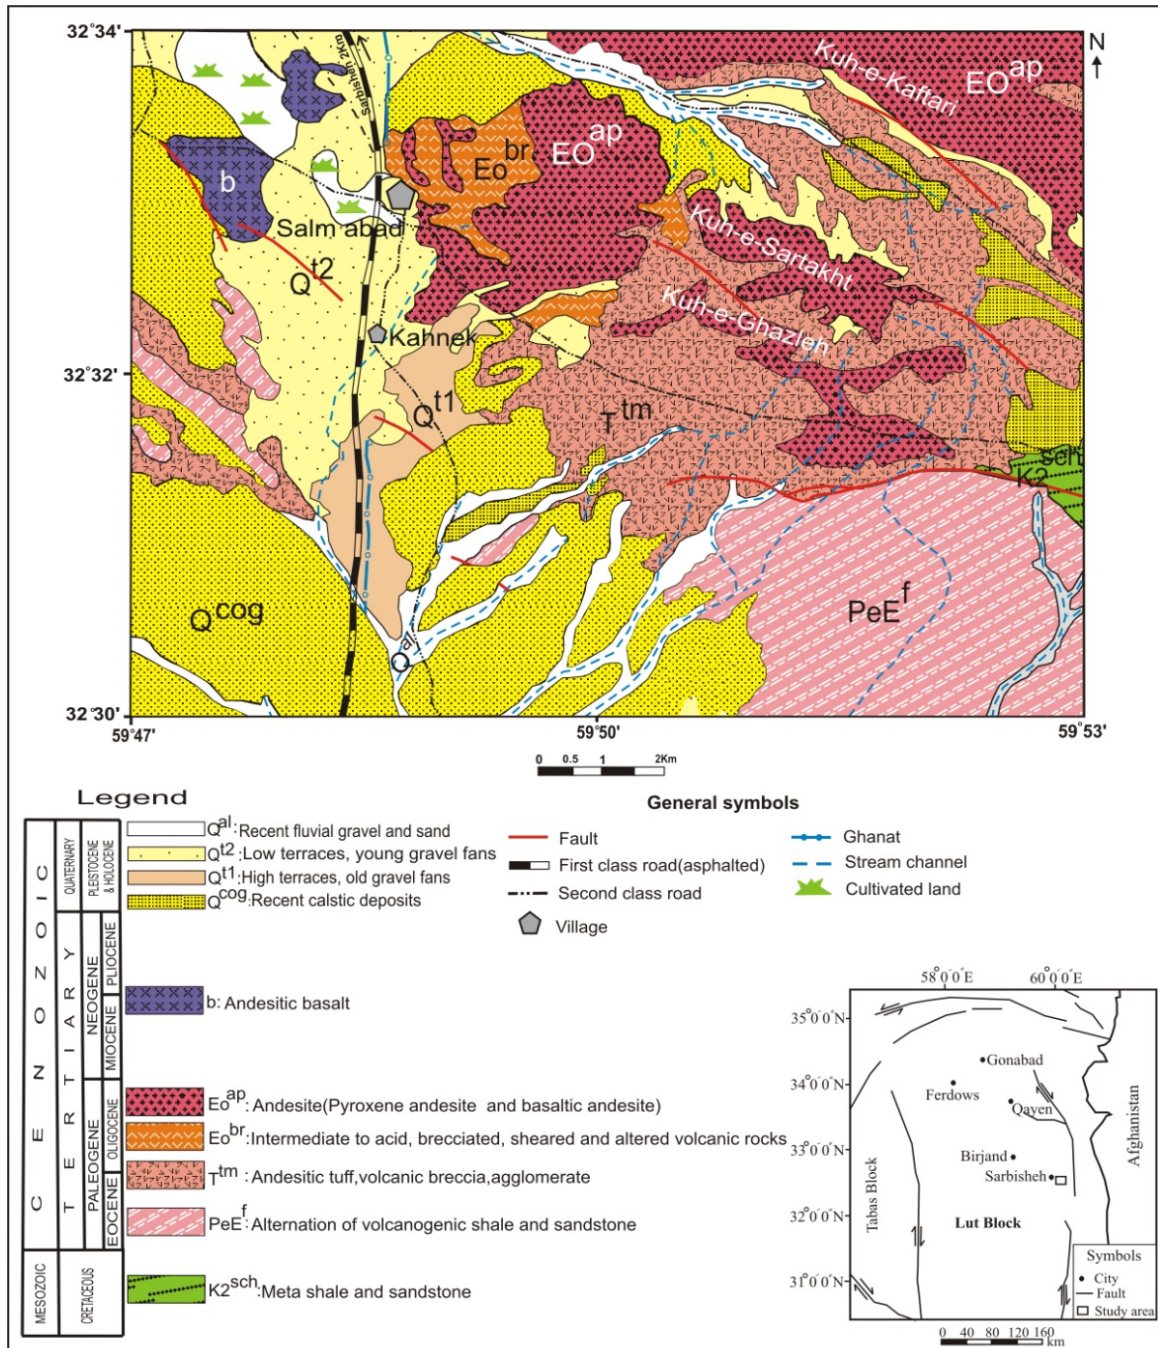 32°34'
N
Sarbishen 2Km
Kuh-e-Kaftari
EO^ap
EO^ap
Eo^br
b
Salm abad
Q^t2
Kuh-e-Sartakht
Kuh-e-Ghazleh
Kahnek
32°32'
Q^t1
T^tm
K2^sch
Q^cog
Q^al
PeE^f
32°30'
59°47'
59°50'
59°53'
0 0.5 1 2Km
Legend
General symbols
CENOZOIC
MESOZOIC
TERTIARY
QUATERNARY
CRETACEOUS
NEOGENE
PALEOGENE
PLEISTOCENE & HOLOCENE
PLIOCENE
MIOCENE
OLIGOCENE
EOCENE
Q^al:Recent fluvial gravel and sand
Q^t2:Low terraces, young gravel fans
Q^t1:High terraces, old gravel fans
Q^cog:Recent calstic deposits
b: Andesitic basalt
Eo^ap: Andesite(Pyroxene andesite and basaltic andesite)
Eo^br:Intermediate to acid, brecciated, sheared and altered volcanic rocks
T^tm: Andesitic tuff,volcanic breccia,agglomerate
PeE^f: Alternation of volcanogenic shale and sandstone
K2^sch:Meta shale and sandstone
Fault
First class road(asphalted)
Second class road
Village
Ghanat
Stream channel
Cultivated land
58°0'0"E 60°0'0"E
35°0'0"N
34°0'0"N
33°0'0"N
32°0'0"N
31°0'0"N
Gonabad
Ferdows
Qayen
Birjand
Sarbisheh
Tabas Block
Lut Block
Afghanistan
Symbols
City
Fault
Study area
0 40 80 120 160
km